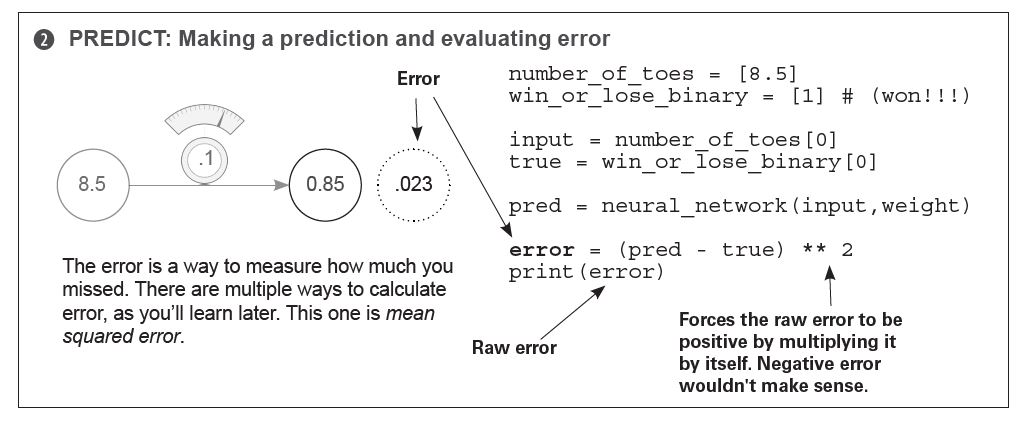 2 PREDICT: Making a prediction and evaluating error
Error
.1
8.5
0.85
.023
The error is a way to measure how much you
missed. There are multiple ways to calculate
error, as you'll learn later. This one is mean
squared error.
number_of_toes = [8.5]
win_or_lose_binary = [1] # (won!!!)
input = number_of_toes[0]
true = win_or_lose_binary[0]
pred = neural_network(input,weight)
error = (pred - true) ** 2
print(error)
Raw error
Forces the raw error to be
positive by multiplying it
by itself. Negative error
wouldn't make sense.